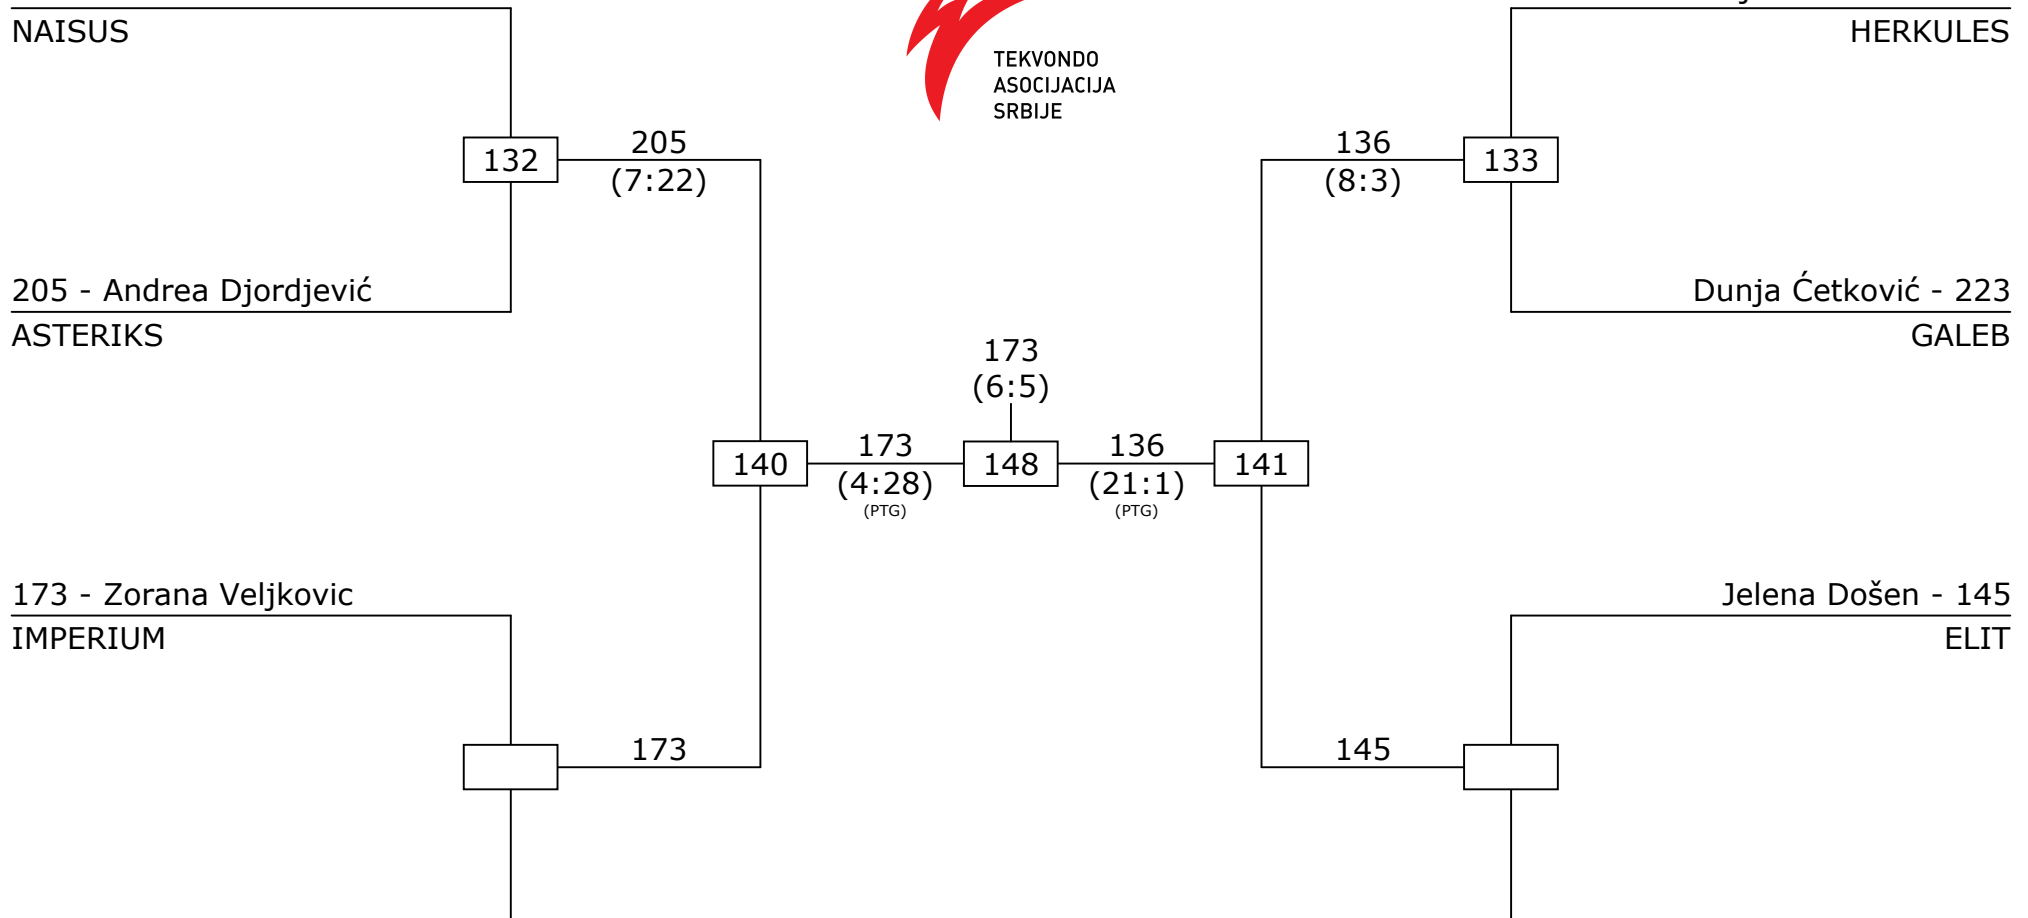 NAISUS
HERKULES
TEKVONDO
ASOCIJACIJA
SRBIJE
132
205
(7:22)
136
(8:3)
133
205 - Andrea Djordjević
ASTERIKS
Dunja Ćetković - 223
GALEB
173
(6:5)
140
173
(4:28)
(PTG)
148
136
(21:1)
(PTG)
141
173 - Zorana Veljkovic
IMPERIUM
Jelena Došen - 145
ELIT
173
145